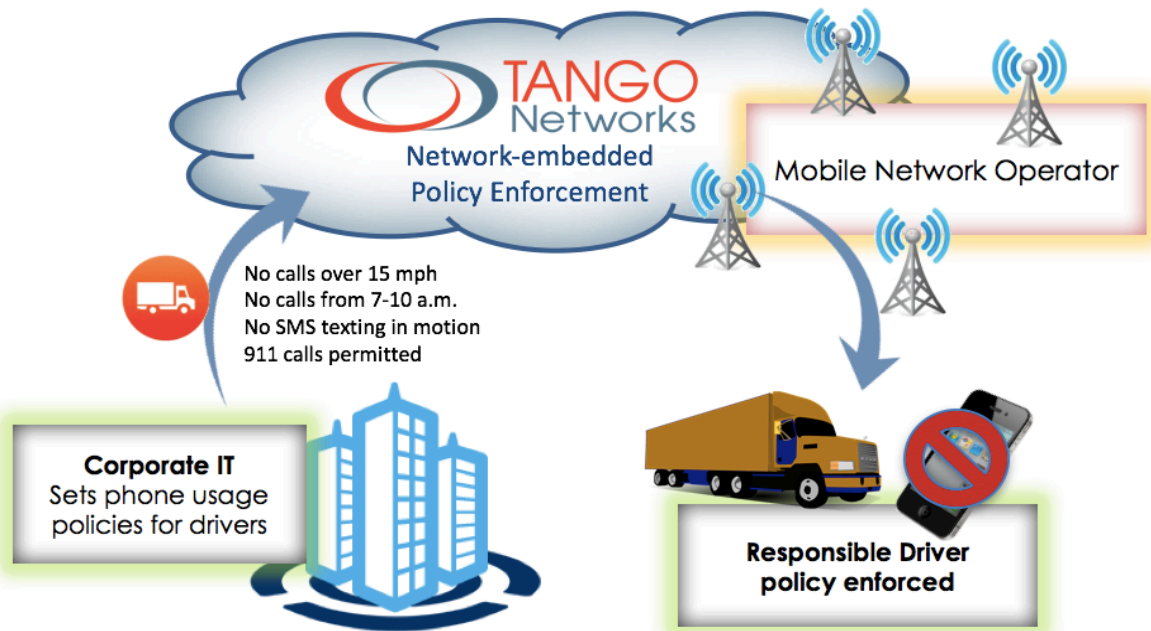 TANGO
Networks
Network-embedded
Policy Enforcement
Mobile Network Operator
No calls over 15 mph
No calls from 7-10 a.m.
No SMS texting in motion
911 calls permitted
Corporate IT
Sets phone usage
policies for drivers
Responsible Driver
policy enforced